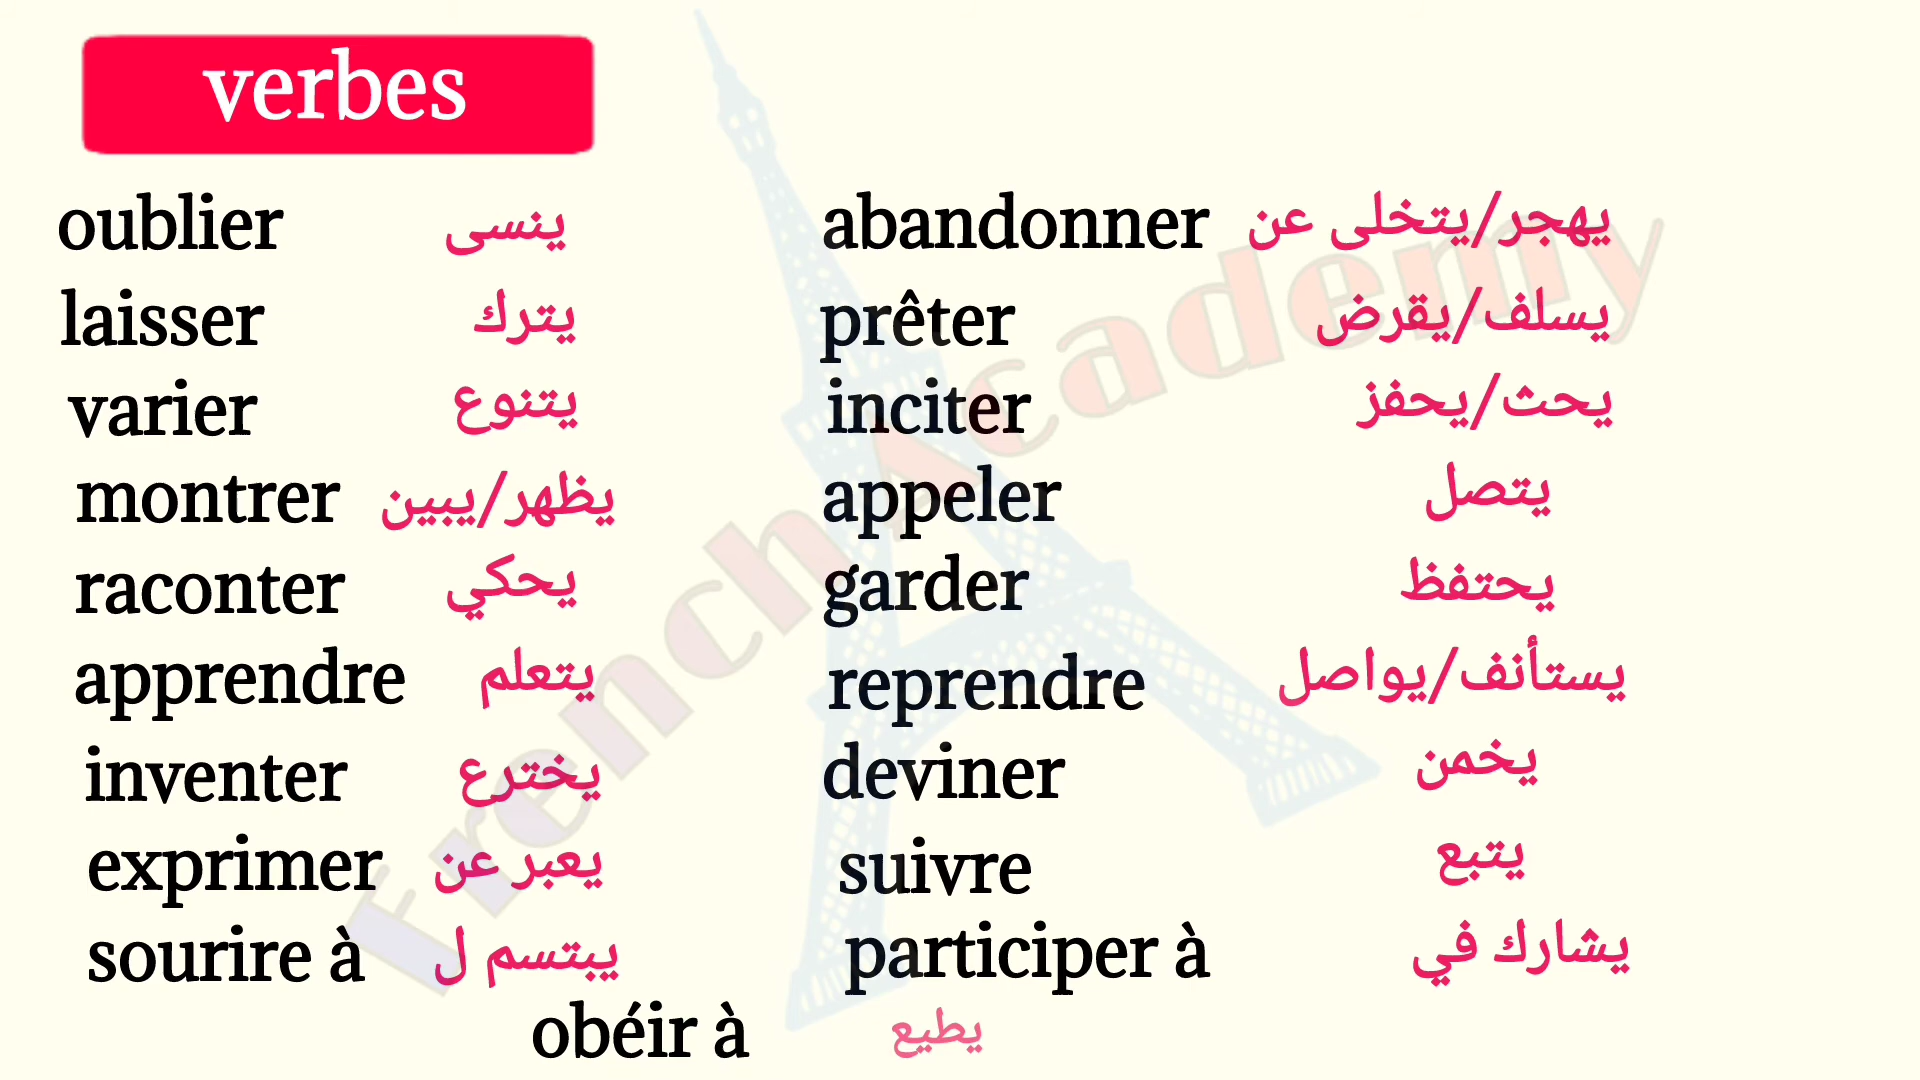 verbes
oublier ينسى
laisser يترك
varier يتنوع
montrer يظهر/يبين
raconter يحكي
apprendre يتعلم
inventer يخترع
exprimer يعبر عن
sourire à يبتسم ل
abandonner يهجر/يتخلى عن
prêter يسلف/يقرض
inciter يحث/يحفز
appeler يتصل
garder يحتفظ
reprendre يستأنف/يواصل
deviner يخمن
suivre يتبع
participer à يشارك في
obéir à يطيع
French Academy